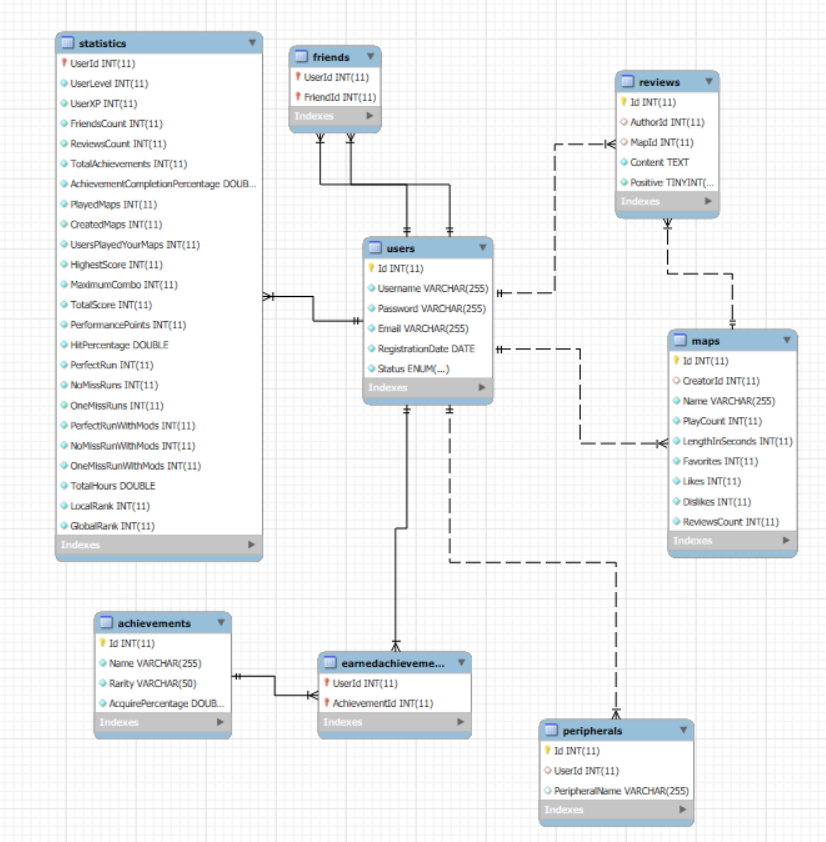 statistics
UserId INT(11)
UserLevel INT(11)
UserXP INT(11)
FriendsCount INT(11)
ReviewsCount INT(11)
TotalAchievements INT(11)
AchievementCompletionPercentage DOUB...
PlayedMaps INT(11)
CreatedMaps INT(11)
UsersPlayedYourMaps INT(11)
HighestScore INT(11)
MaximumCombo INT(11)
TotalScore INT(11)
PerformancePoints INT(11)
HitPercentage DOUBLE
PerfectRun INT(11)
NoMissRuns INT(11)
OneMissRuns INT(11)
PerfectRunWithMods INT(11)
NoMissRunWithMods INT(11)
OneMissRunWithMods INT(11)
TotalHours DOUBLE
LocalRank INT(11)
GlobalRank INT(11)
Indexes
friends
UserId INT(11)
FriendId INT(11)
Indexes
reviews
Id INT(11)
AuthorId INT(11)
MapId INT(11)
Content TEXT
Positive TINYINT(...
Indexes
users
Id INT(11)
Username VARCHAR(255)
Password VARCHAR(255)
Email VARCHAR(255)
RegistrationDate DATE
Status ENUM(...)
Indexes
maps
Id INT(11)
CreatorId INT(11)
Name VARCHAR(255)
PlayCount INT(11)
LengthInSeconds INT(11)
Favorites INT(11)
Likes INT(11)
Dislikes INT(11)
ReviewsCount INT(11)
Indexes
achievements
Id INT(11)
Name VARCHAR(255)
Rarity VARCHAR(50)
AcquirePercentage DOUB...
Indexes
earnedachieveme...
UserId INT(11)
AchievementId INT(11)
Indexes
peripherals
Id INT(11)
UserId INT(11)
PeripheralName VARCHAR(255)
Indexes